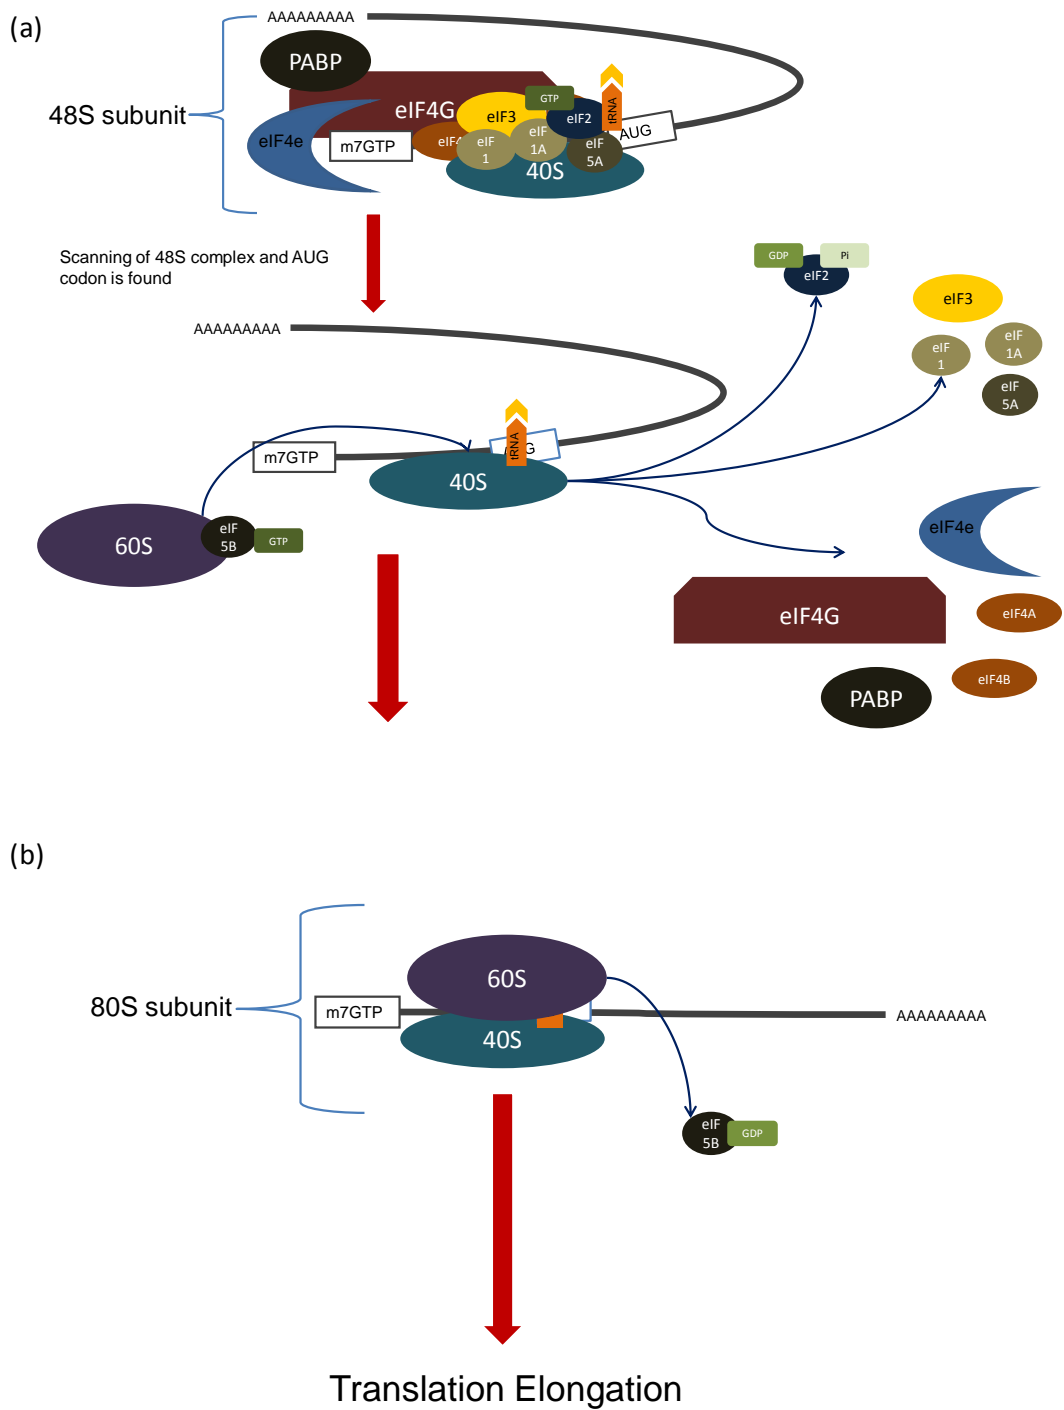 (a)
AAAAAAAAA
PABP
48S subunit
eIF4G
eIF3
GTP
eIF2
tRNA
AUG
eIF4e
m7GTP
eIF4
eIF
1
eIF
1A
eIF
5A
40S
Scanning of 48S complex and AUG
codon is found
GDP
Pi
eIF2
eIF3
eIF
1
eIF
1A
eIF
5A
AAAAAAAAA
tRNA
m7GTP
40S
60S
eIF
5B
GTP
eIF4e
eIF4G
eIF4A
eIF4B
PABP
(b)
60S
80S subunit
m7GTP
40S
AAAAAAAAA
eIF
5B
GDP
Translation Elongation